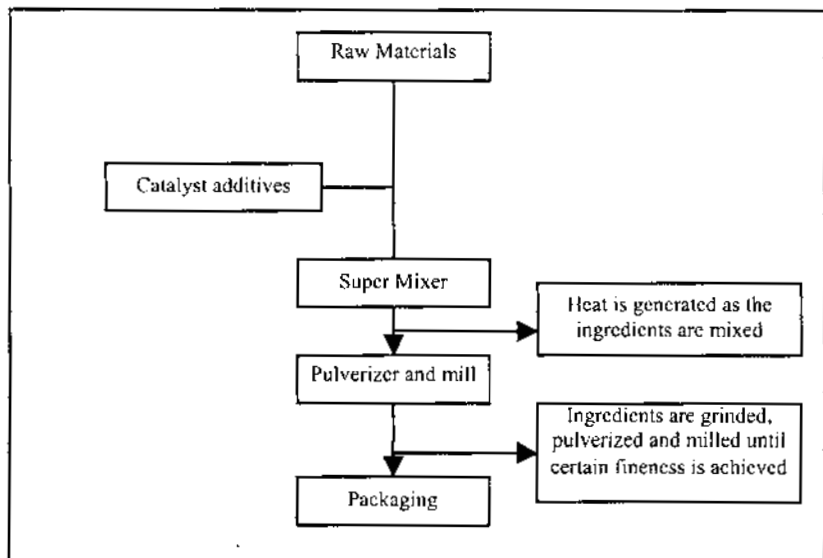 Raw Materials
Catalyst additives
Super Mixer
Heat is generated as the
ingredients are mixed
Pulverizer and mill
Ingredients are grinded,
pulverized and milled until
certain fineness is achieved
Packaging